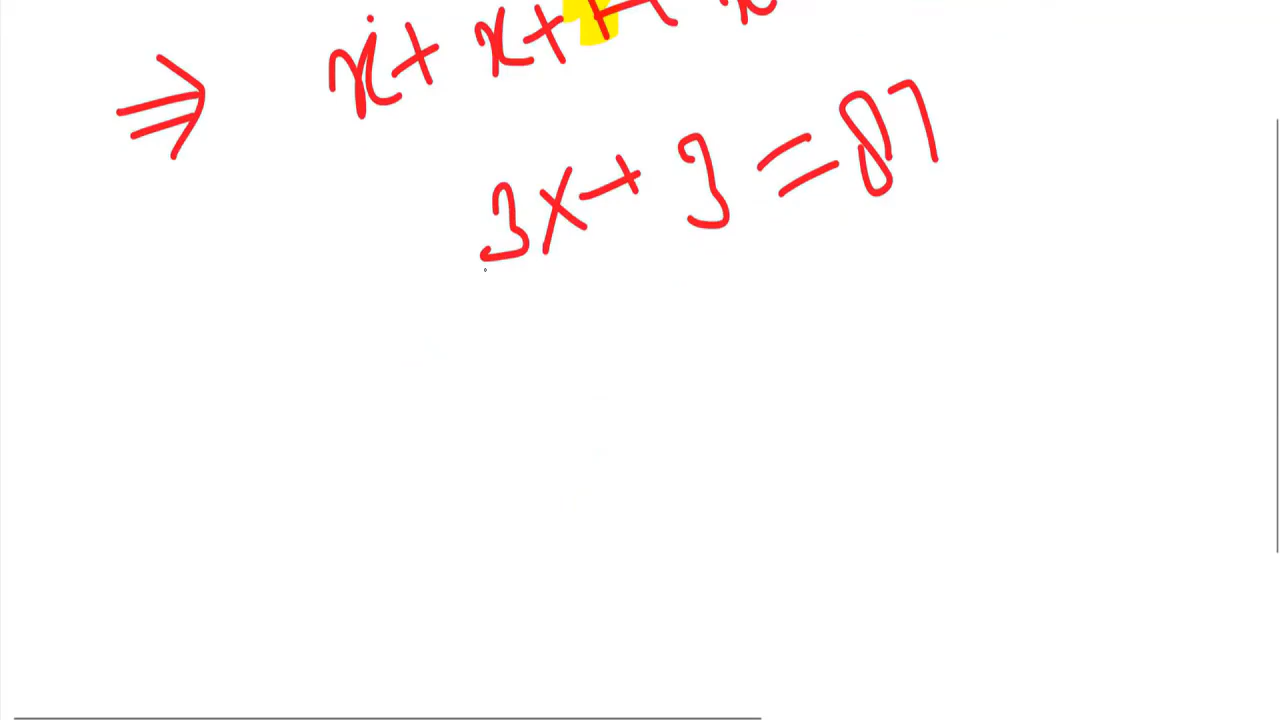 ⇒ x + x +
3x + 3 = 87